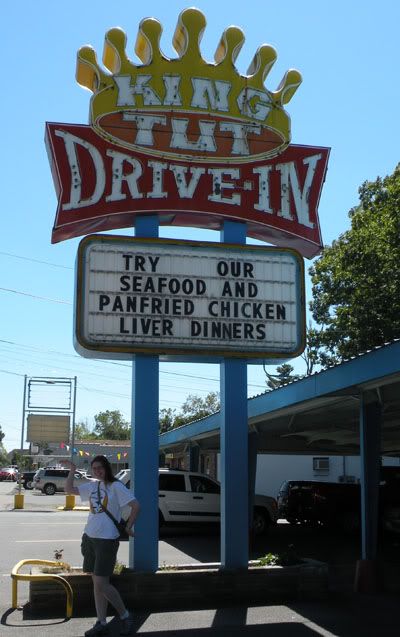 KING
TUT
DRIVE-IN
TRY OUR
SEAFOOD AND
PANFRIED CHICKEN
LIVER DINNERS